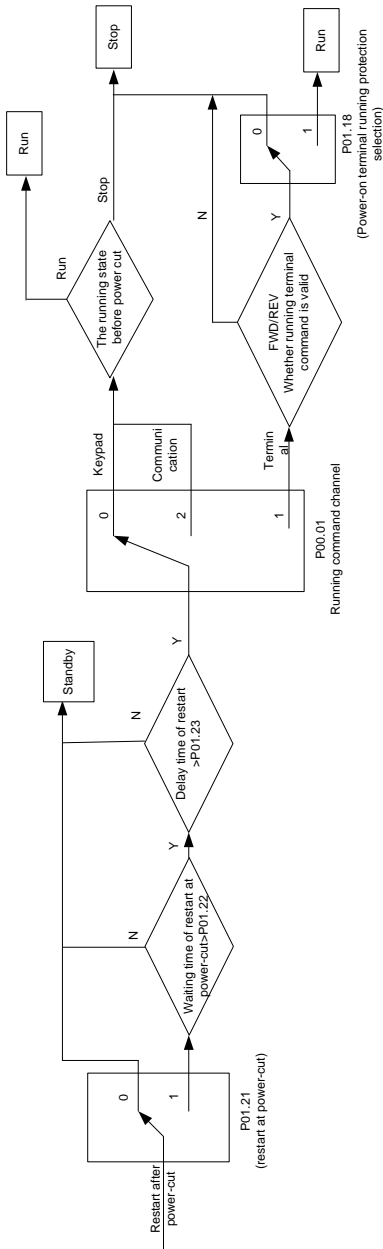 Restart after
power-cut
0
1
P01.21
(restart at power-cut)
Waiting time of restart at
power-cut>P01.22
N
Y
Delay time of restart
>P01.23
N
Y
Standby
0
2
1
P00.01
Running command channel
Keypad
Communi
cation
Termin
al
The running state
before power cut
Run
Stop
Run
Stop
FWD/REV
Whether running terminal
command is valid
N
Y
0
1
P01.18
(Power-on terminal running protection
selection)
Run